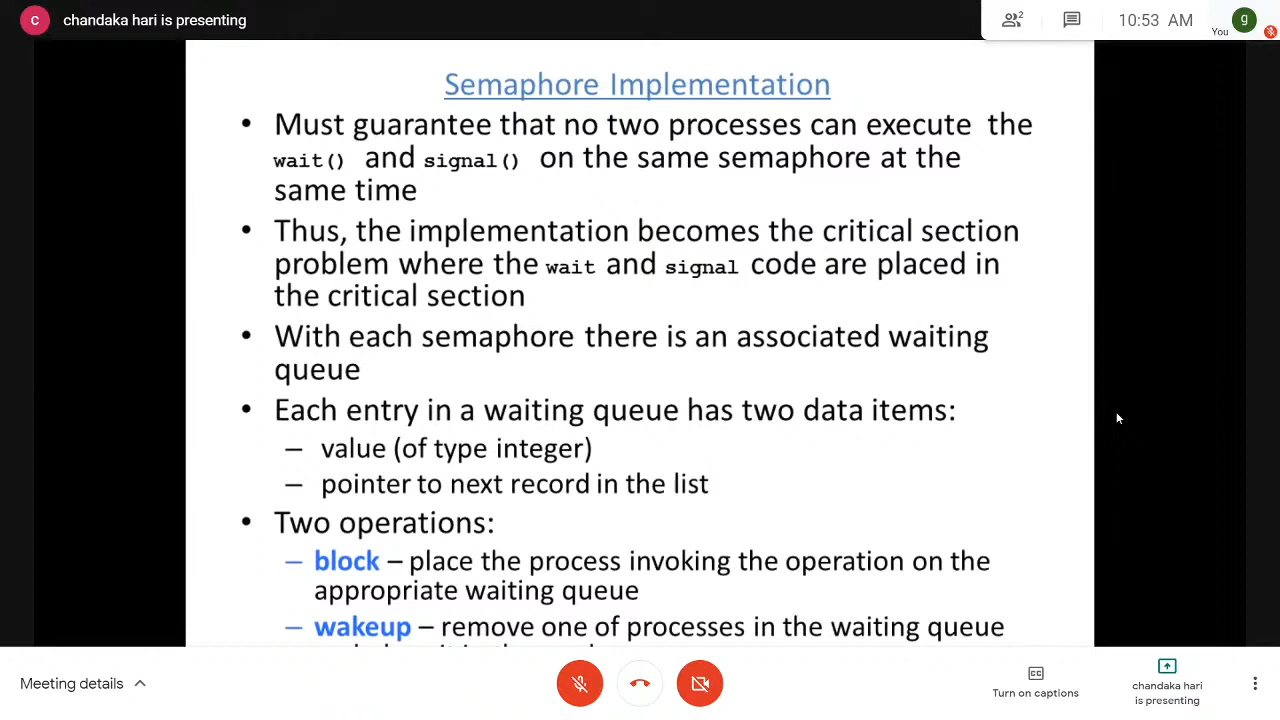 c chandaka hari is presenting
2
10:53 AM
You
g
Semaphore Implementation
• Must guarantee that no two processes can execute the
wait() and signal() on the same semaphore at the
same time
• Thus, the implementation becomes the critical section
problem where the wait and signal code are placed in
the critical section
• With each semaphore there is an associated waiting
queue
• Each entry in a waiting queue has two data items:
– value (of type integer)
– pointer to next record in the list
• Two operations:
– block – place the process invoking the operation on the
appropriate waiting queue
– wakeup – remove one of processes in the waiting queue
Meeting details
CC
Turn on captions
chandaka hari
is presenting